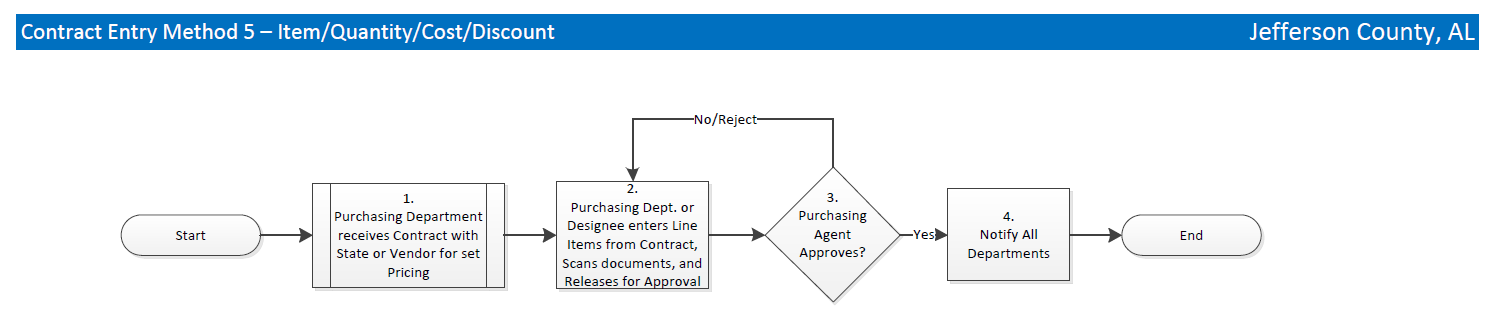 Contract Entry Method 5 – Item/Quantity/Cost/Discount
Jefferson County, AL
No/Reject
Start
1.
Purchasing Department
receives Contract with
State or Vendor for set
Pricing
2.
Purchasing Dept. or
Designee enters Line
Items from Contract,
Scans documents, and
Releases for Approval
3.
Purchasing
Agent
Approves?
Yes
4.
Notify All
Departments
End